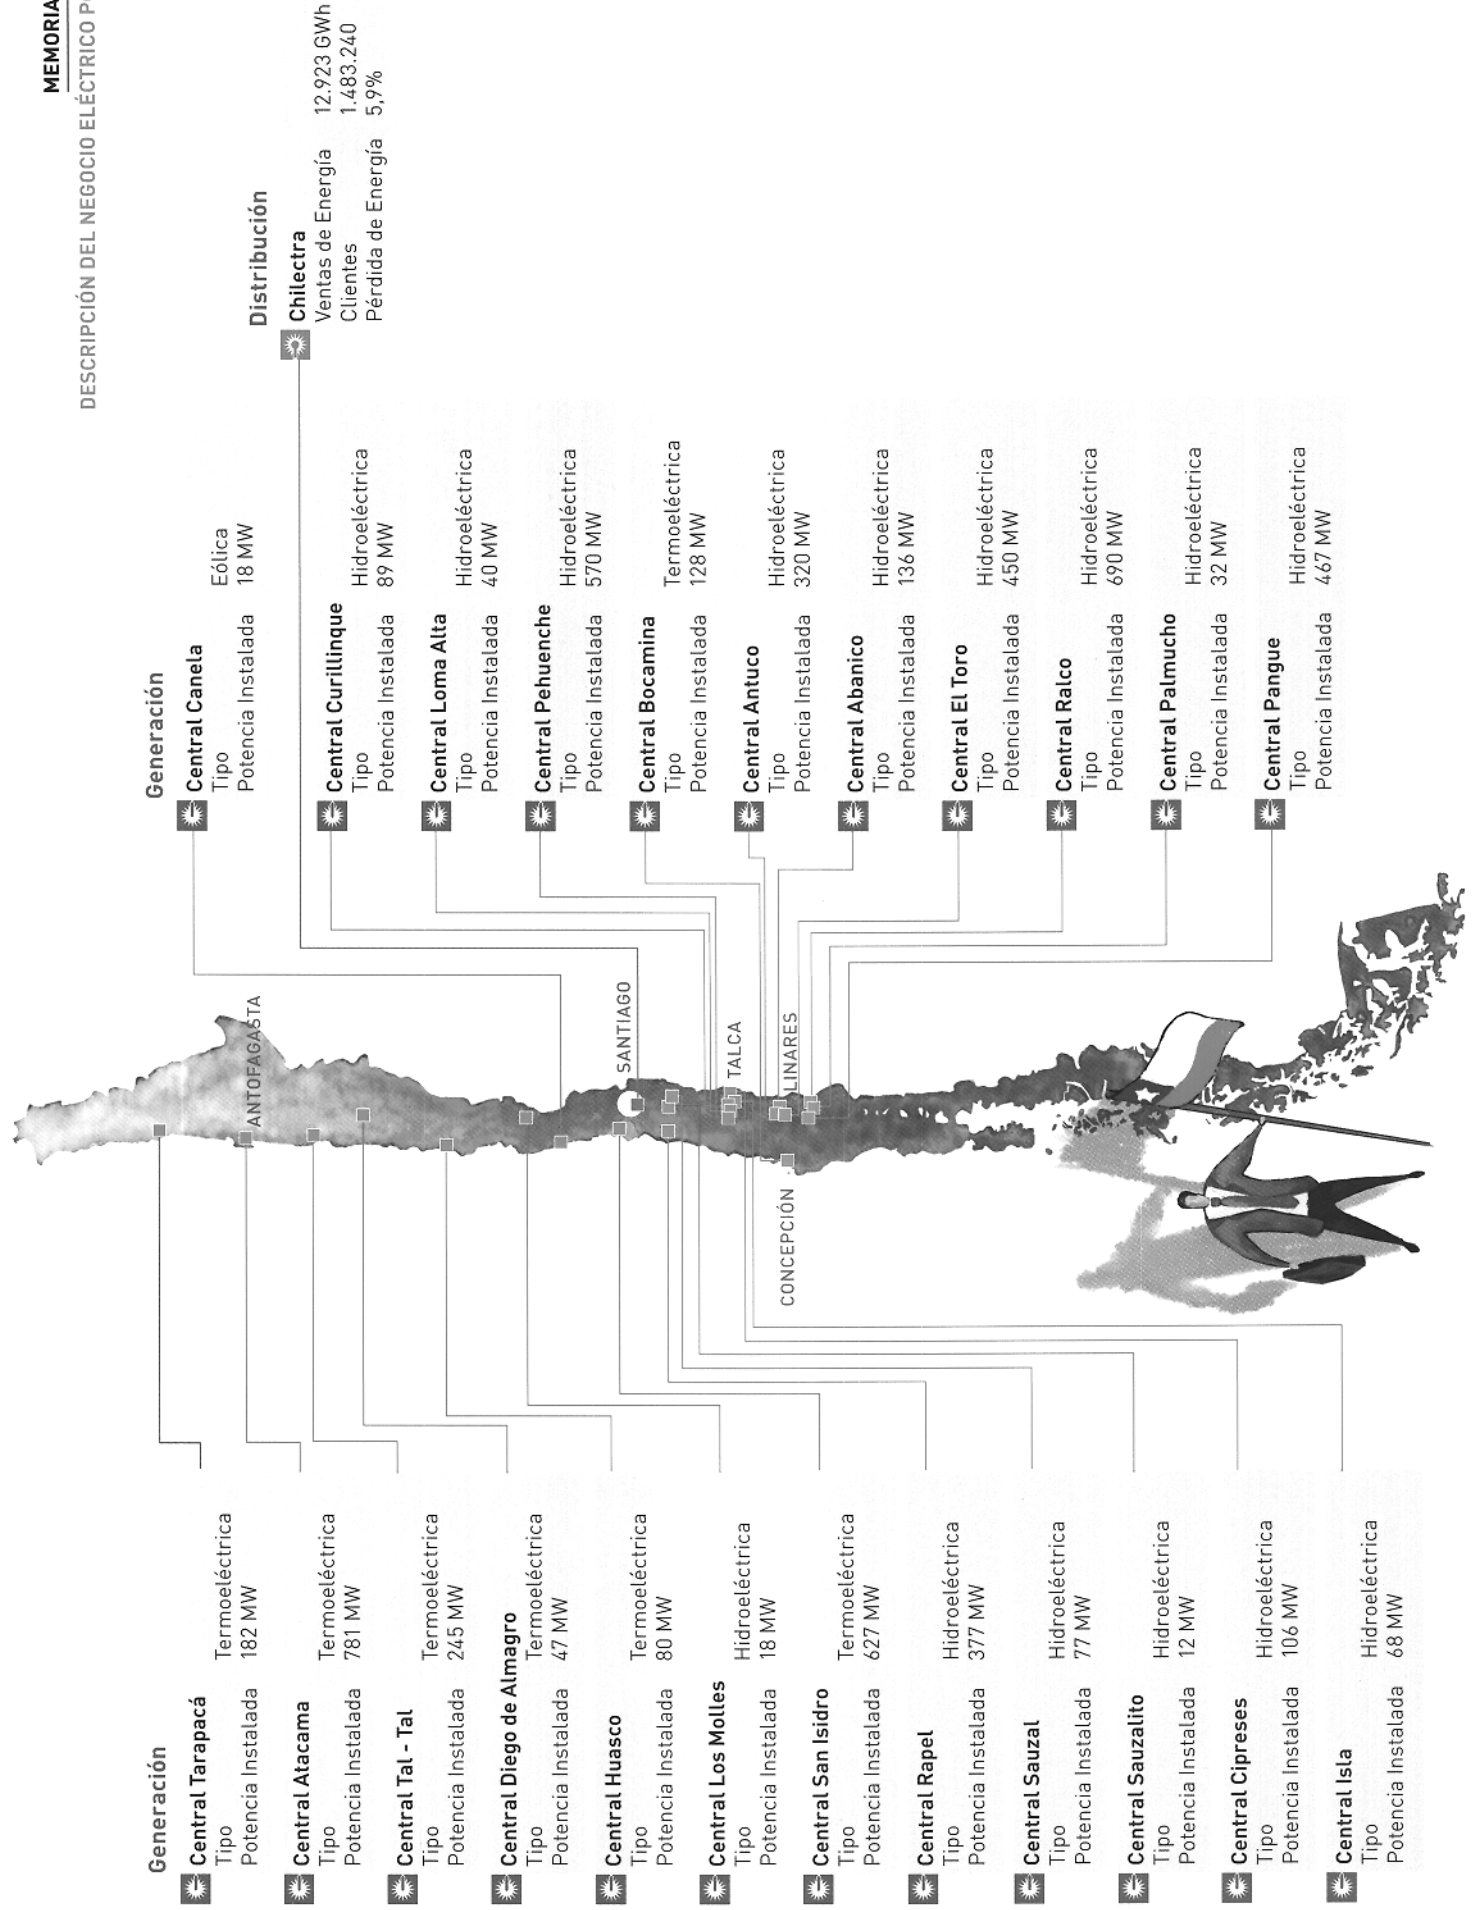 MEMORIA
DESCRIPCIÓN DEL NEGOCIO ELÉCTRICO
Generación
Central Tarapacá
Tipo Termoeléctrica
Potencia Instalada 182 MW
Central Atacama
Tipo Termoeléctrica
Potencia Instalada 781 MW
Central Tal - Tal
Tipo Termoeléctrica
Potencia Instalada 245 MW
Central Diego de Almagro
Tipo Termoeléctrica
Potencia Instalada 47 MW
Central Huasco
Tipo Termoeléctrica
Potencia Instalada 80 MW
Central Los Molles
Tipo Hidroeléctrica
Potencia Instalada 18 MW
Central San Isidro
Tipo Termoeléctrica
Potencia Instalada 627 MW
Central Rapel
Tipo Hidroeléctrica
Potencia Instalada 377 MW
Central Sauzal
Tipo Hidroeléctrica
Potencia Instalada 77 MW
Central Sauzalito
Tipo Hidroeléctrica
Potencia Instalada 12 MW
Central Cipreses
Tipo Hidroeléctrica
Potencia Instalada 106 MW
Central Isla
Tipo Hidroeléctrica
Potencia Instalada 68 MW
ANTOFAGASTA
SANTIAGO
TALCA
LINARES
CONCEPCIÓN
Generación
Central Canela
Tipo Eólica
Potencia Instalada 18 MW
Central Curillinque
Tipo Hidroeléctrica
Potencia Instalada 89 MW
Central Loma Alta
Tipo Hidroeléctrica
Potencia Instalada 40 MW
Central Pehuenche
Tipo Hidroeléctrica
Potencia Instalada 570 MW
Central Bocamina
Tipo Termoeléctrica
Potencia Instalada 128 MW
Central Antuco
Tipo Hidroeléctrica
Potencia Instalada 320 MW
Central Abanico
Tipo Hidroeléctrica
Potencia Instalada 136 MW
Central El Toro
Tipo Hidroeléctrica
Potencia Instalada 450 MW
Central Ralco
Tipo Hidroeléctrica
Potencia Instalada 690 MW
Central Palmucho
Tipo Hidroeléctrica
Potencia Instalada 32 MW
Central Pangue
Tipo Hidroeléctrica
Potencia Instalada 467 MW
Distribución
Chilectra
Ventas de Energía 12.923 GWh
Clientes 1.483.240
Pérdida de Energía 5,9%